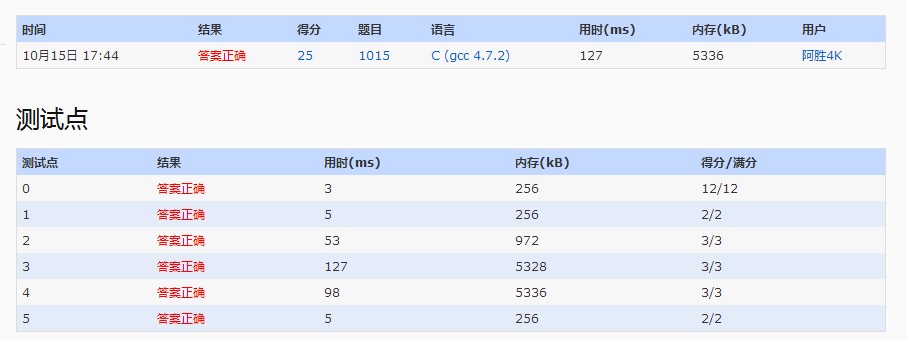 时间 结果 得分 题目 语言 用时(ms) 内存(kB) 用户
10月15日 17:44 答案正确 25 1015 C (gcc 4.7.2) 127 5336 阿胜4K
测试点
测试点 结果 用时(ms) 内存(kB) 得分/满分
0 答案正确 3 256 12/12
1 答案正确 5 256 2/2
2 答案正确 53 972 3/3
3 答案正确 127 5328 3/3
4 答案正确 98 5336 3/3
5 答案正确 5 256 2/2